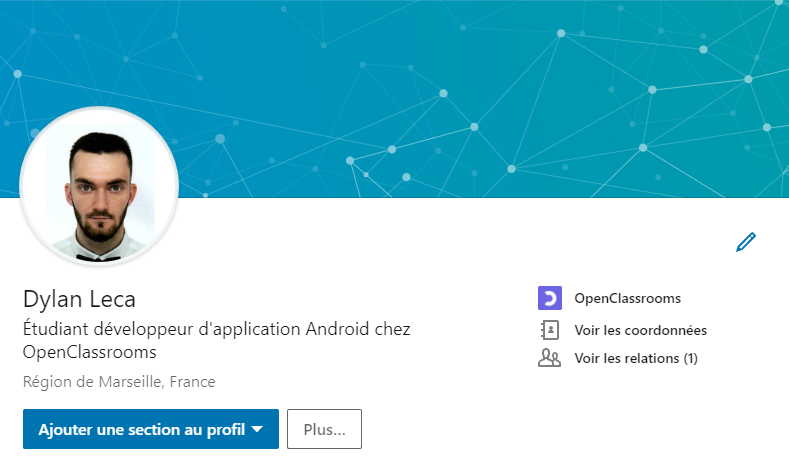 Dylan Leca
Étudiant développeur d'application Android chez
OpenClassrooms
Région de Marseille, France
Ajouter une section au profil
Plus...
OpenClassrooms
Voir les coordonnées
Voir les relations (1)